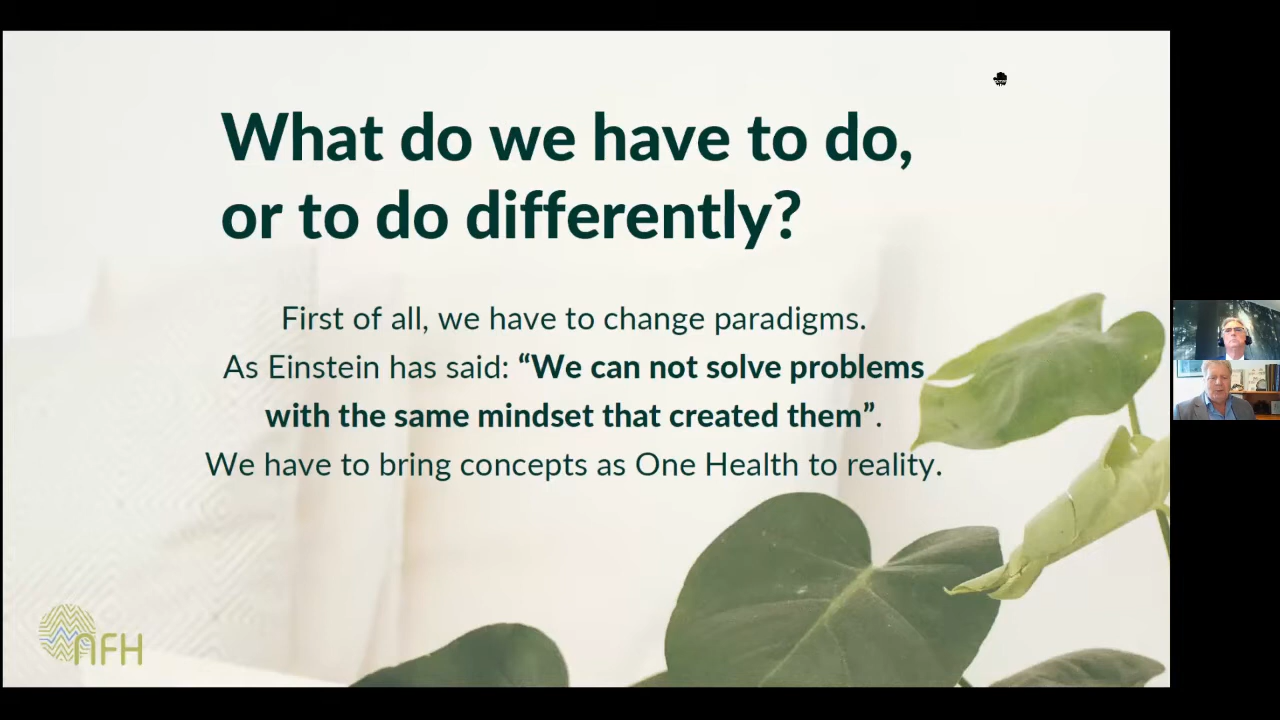 What do we have to do,
or to do differently?
First of all, we have to change paradigms.
As Einstein has said: “We can not solve problems
with the same mindset that created them”.
We have to bring concepts as One Health to reality.
NFH